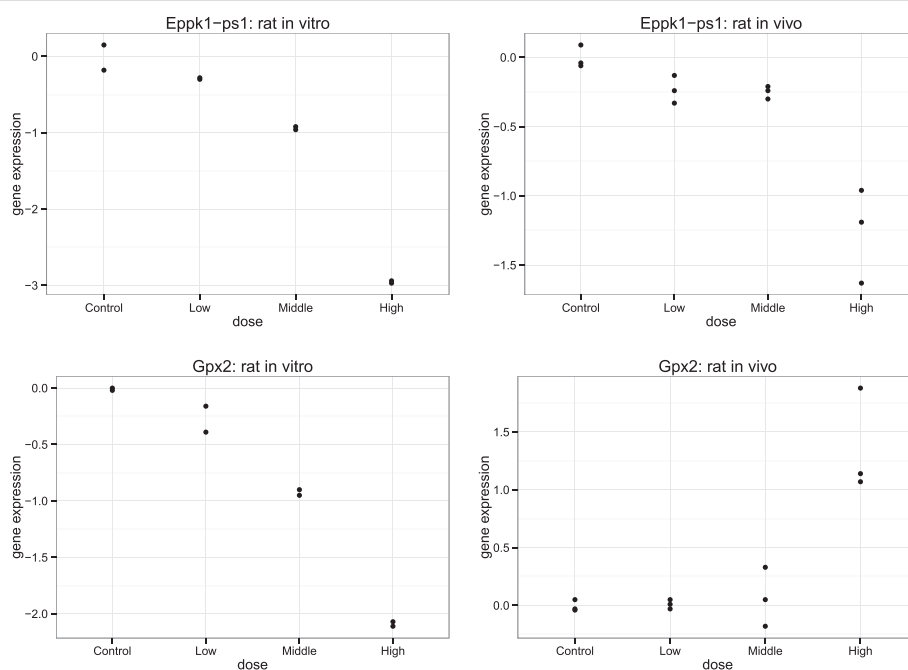 Eppk1−ps1: rat in vitro
gene expression
0
−1
−2
−3
Control Low Middle High
dose
Eppk1−ps1: rat in vivo
gene expression
0.0
−0.5
−1.0
−1.5
Control Low Middle High
dose
Gpx2: rat in vitro
gene expression
0.0
−0.5
−1.0
−1.5
−2.0
Control Low Middle High
dose
Gpx2: rat in vivo
gene expression
1.5
1.0
0.5
0.0
Control Low Middle High
dose